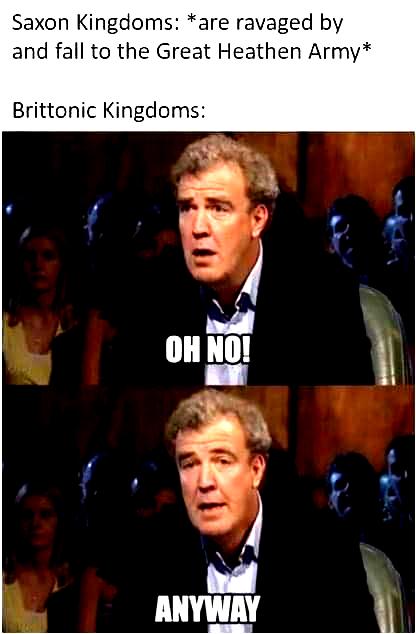 Saxon Kingdoms: *are ravaged by
and fall to the Great Heathen Army*
Brittonic Kingdoms:
OH NO!
ANYWAY